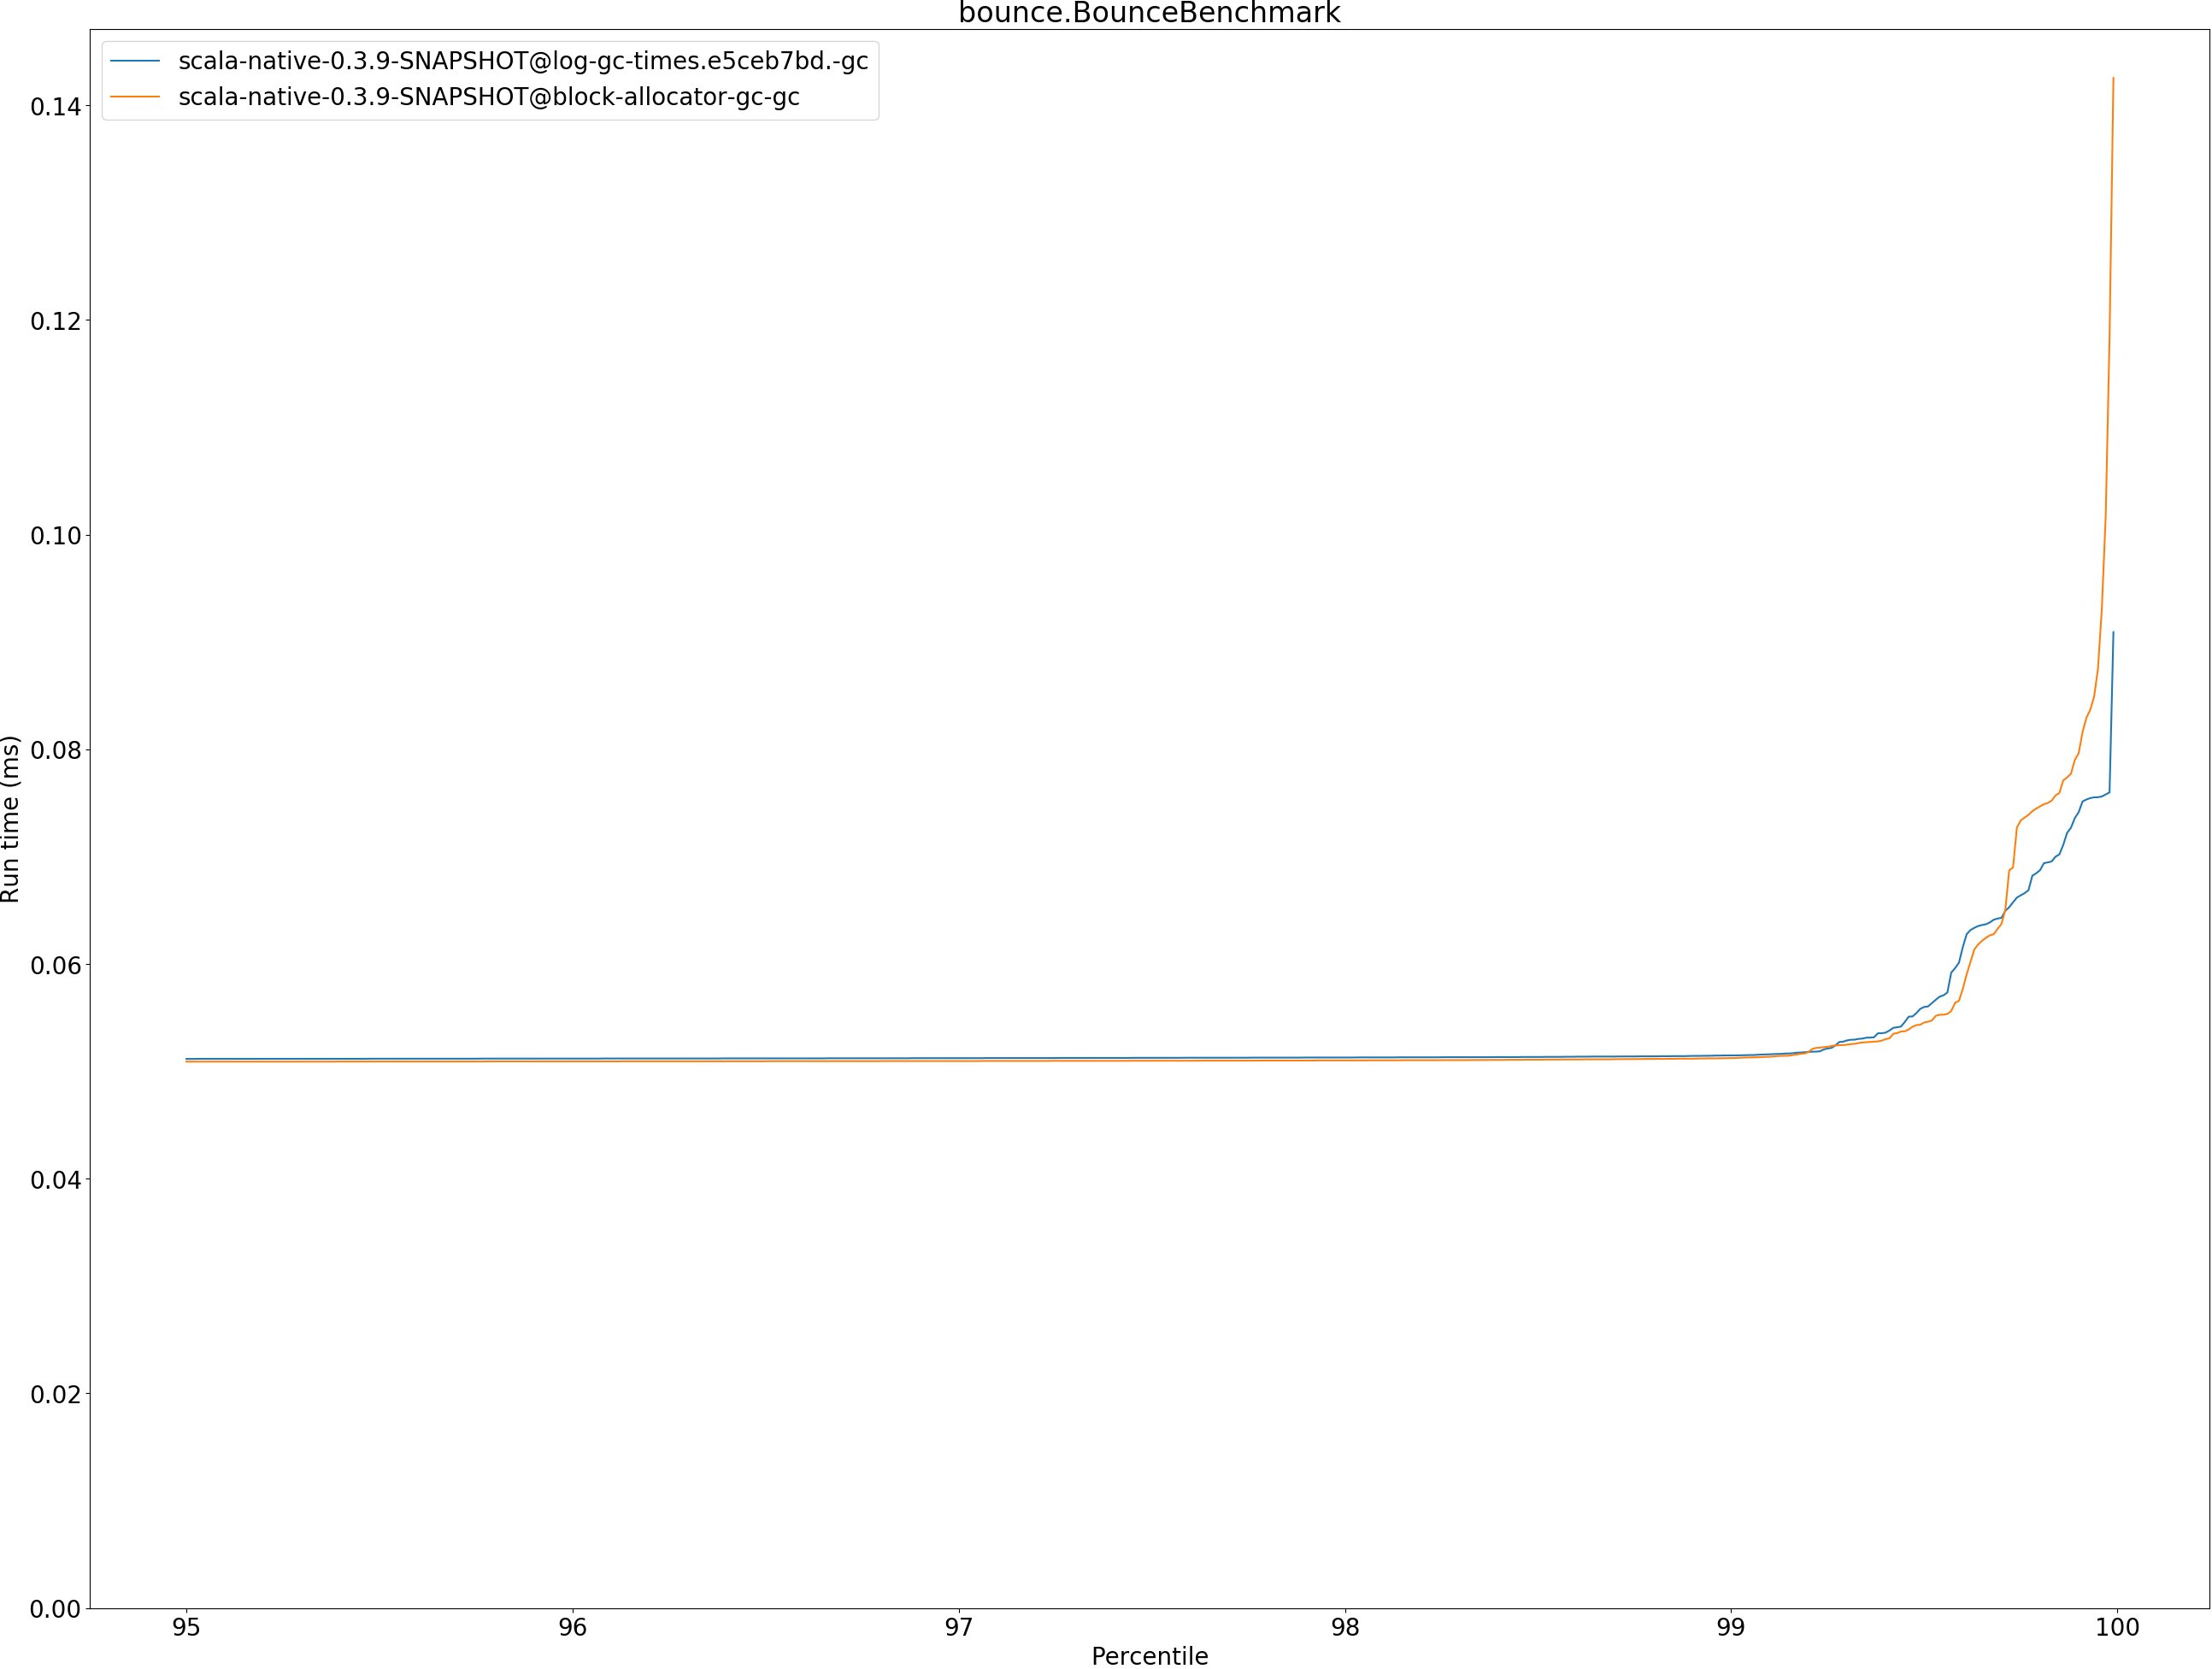 bounce.BounceBenchmark
scala-native-0.3.9-SNAPSHOT@log-gc-times.e5ceb7bd.-gc
scala-native-0.3.9-SNAPSHOT@block-allocator-gc-gc
0.14
0.12
0.10
0.08
0.06
0.04
0.02
0.00
Run time (ms)
95 96 97 98 99 100
Percentile